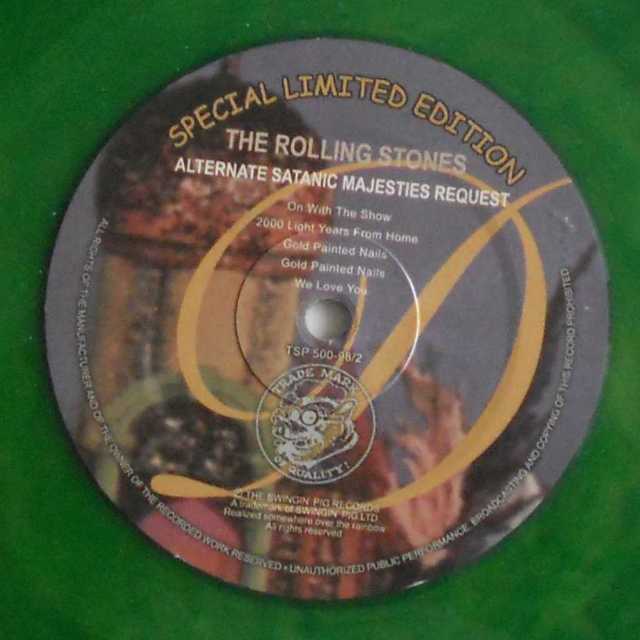 SPECIAL LIMITED EDITION
THE ROLLING STONES
ALTERNATE SATANIC MAJESTIES REQUEST
On With The Show
2000 Light Years From Home
Gold Painted Nails
Gold Painted Nails
We Love You
TSP 500-98/2
TRADE MARK
OF QUALITY!
D
THE SWINGIN' PIG RECORDS
A trademark of SWINGIN' PIG LTD.
Realized somewhere over the rainbow
All rights reserved
ALL RIGHTS OF THE MANUFACTURER AND OF THE OWNER OF THE RECORDED WORK RESERVED • UNAUTHORIZED PUBLIC PERFORMANCE, BROADCASTING AND COPYING OF THIS RECORD PROHIBITED